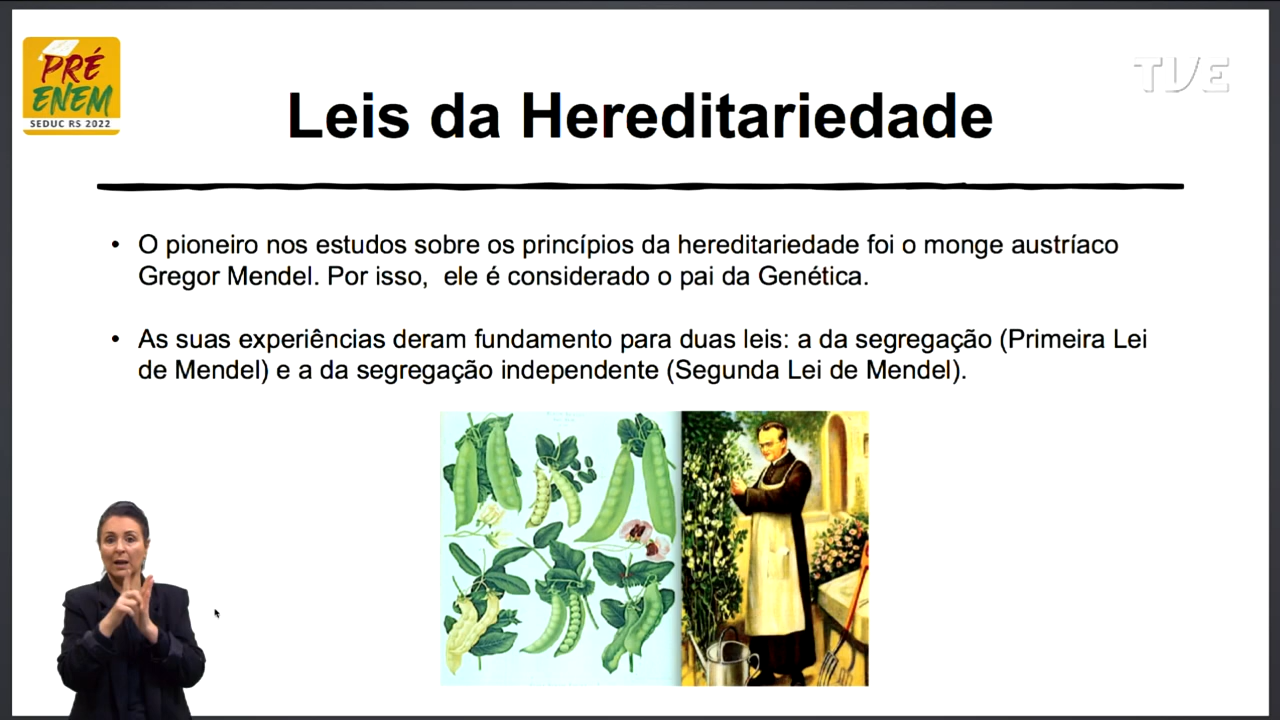 PRÉ
ENEM
SEDUC RS 2022
TVE
Leis da Hereditariedade
• O pioneiro nos estudos sobre os princípios da hereditariedade foi o monge austríaco
Gregor Mendel. Por isso,  ele é considerado o pai da Genética.
• As suas experiências deram fundamento para duas leis: a da segregação (Primeira Lei
de Mendel) e a da segregação independente (Segunda Lei de Mendel).